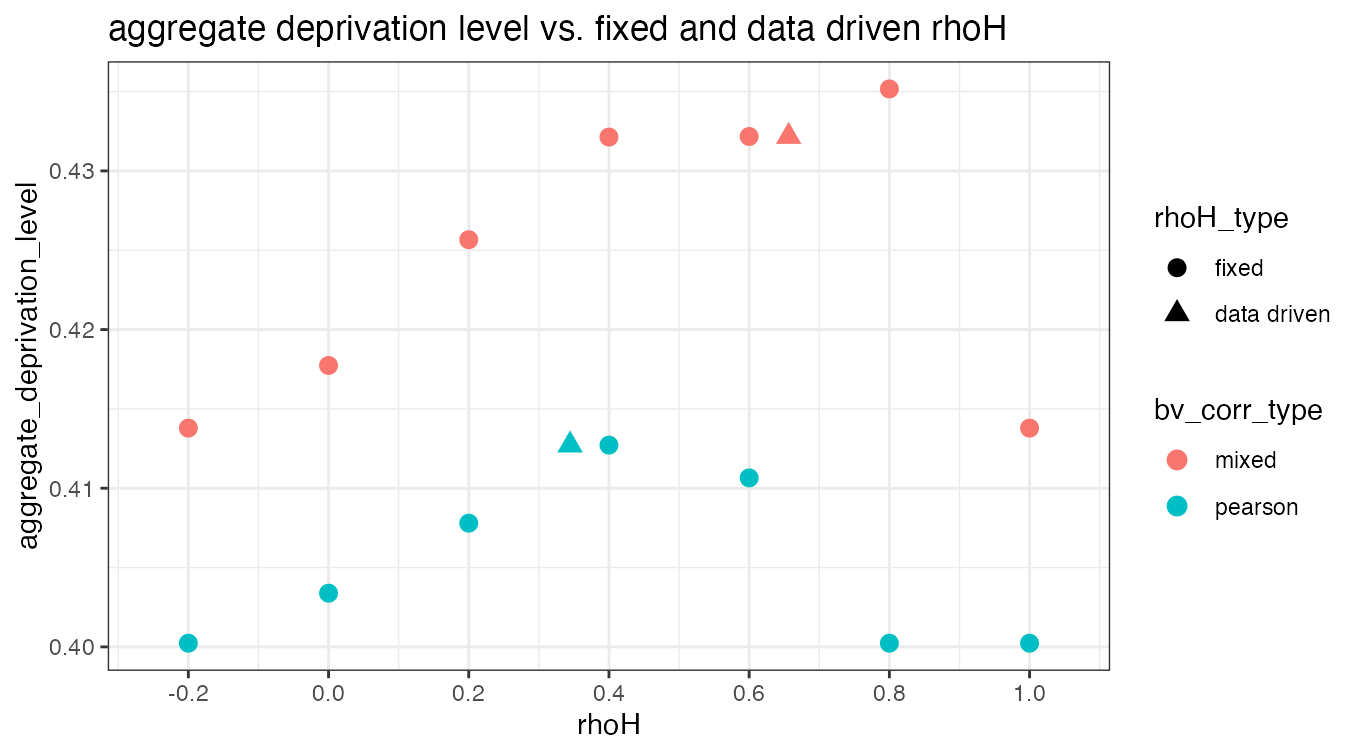 aggregate deprivation level vs. fixed and data driven rhoH
aggregate_deprivation_level
0.43
0.42
0.41
0.40
-0.2 0.0 0.2 0.4 0.6 0.8 1.0
rhoH
rhoH_type
fixed
data driven
bv_corr_type
mixed
pearson